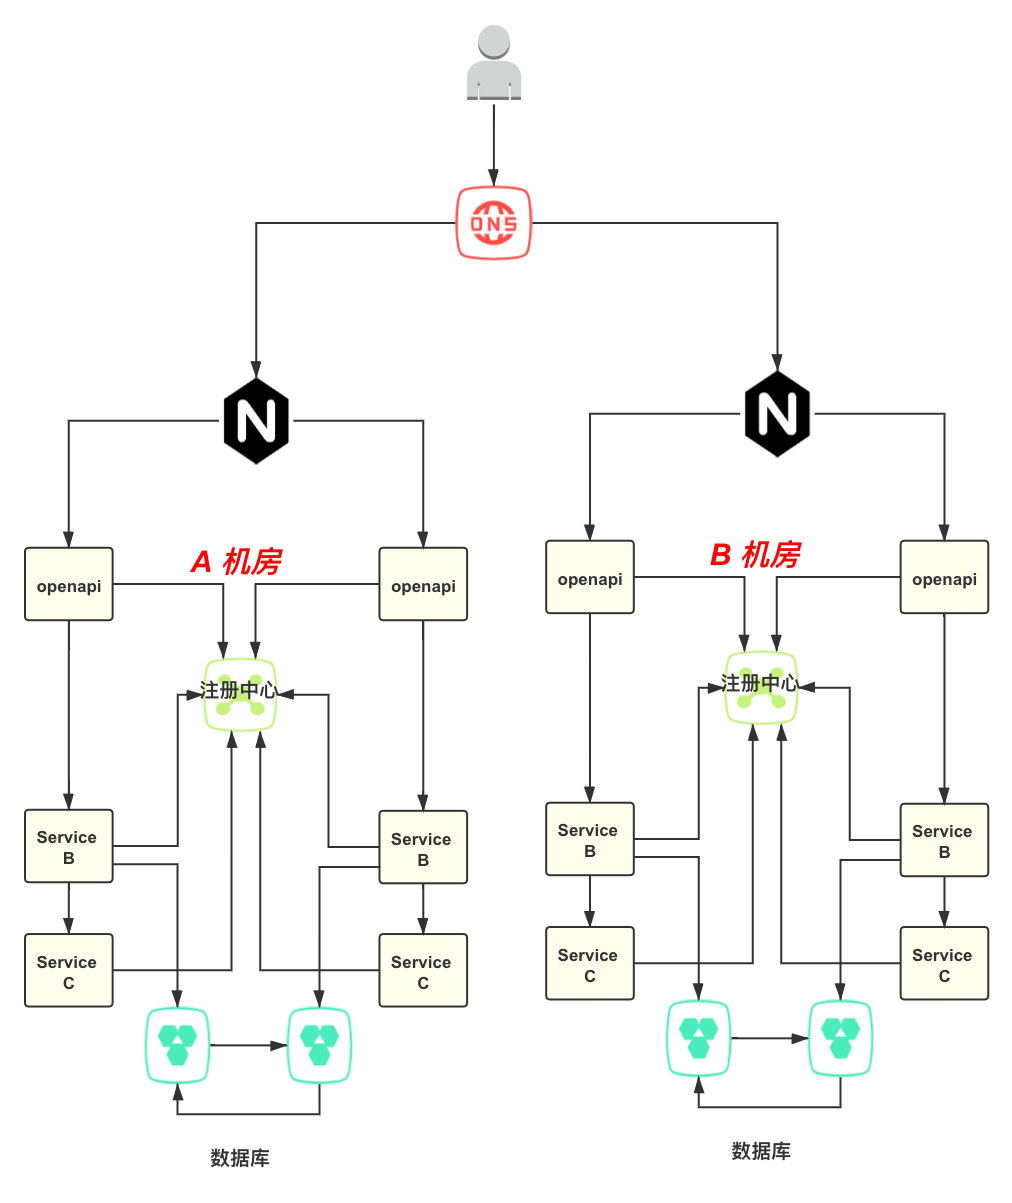 DNS
N
N
A 机房
B 机房
openapi
openapi
openapi
openapi
注册中心
注册中心
Service
B
Service
B
Service
B
Service
B
Service
C
Service
C
Service
C
Service
C
数据库
数据库